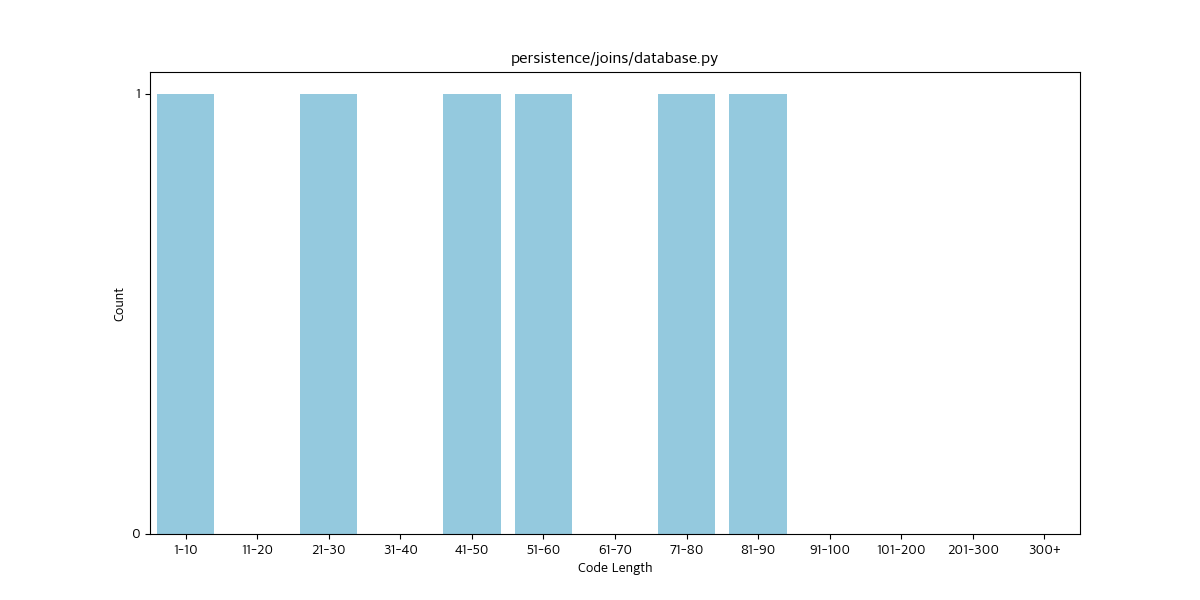 persistence/joins/database.py
1
0
Count
1-10 11-20 21-30 31-40 41-50 51-60 61-70 71-80 81-90 91-100 101-200 201-300 300+
Code Length